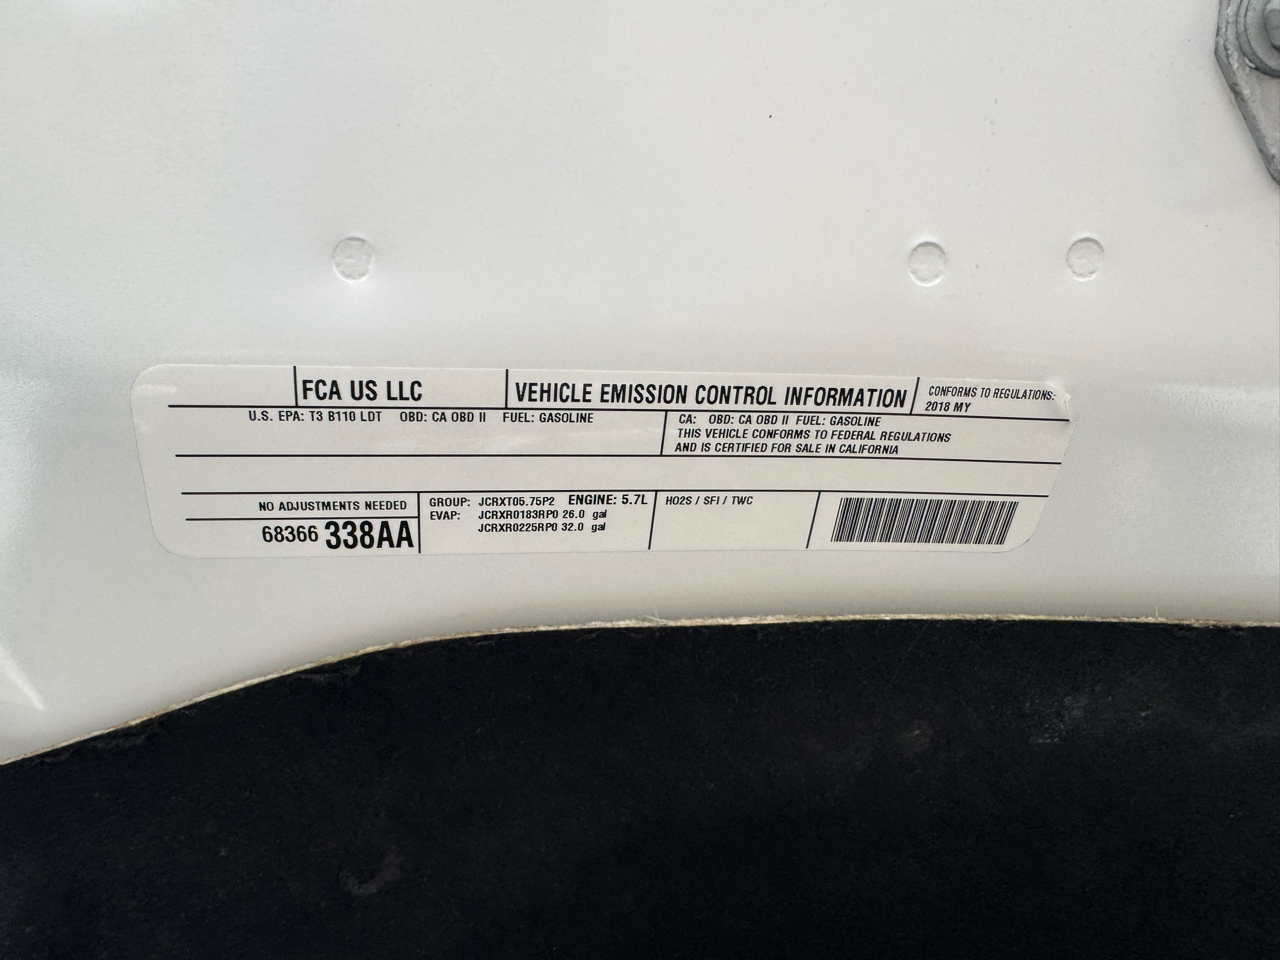 FCA US LLC
VEHICLE EMISSION CONTROL INFORMATION
CONFORMS TO REGULATIONS:
2018 MY
U.S. EPA: T3 B110 LDT OBD: CA OBD II FUEL: GASOLINE
CA: OBD: CA OBD II FUEL: GASOLINE
THIS VEHICLE CONFORMS TO FEDERAL REGULATIONS
AND IS CERTIFIED FOR SALE IN CALIFORNIA
NO ADJUSTMENTS NEEDED
68366 338AA
GROUP: JCRXT05.75P2 ENGINE: 5.7L
EVAP: JCRXR0183RP0 26.0 gal
JCRXR0225RP0 32.0 gal
HO2S / SFI / TWC